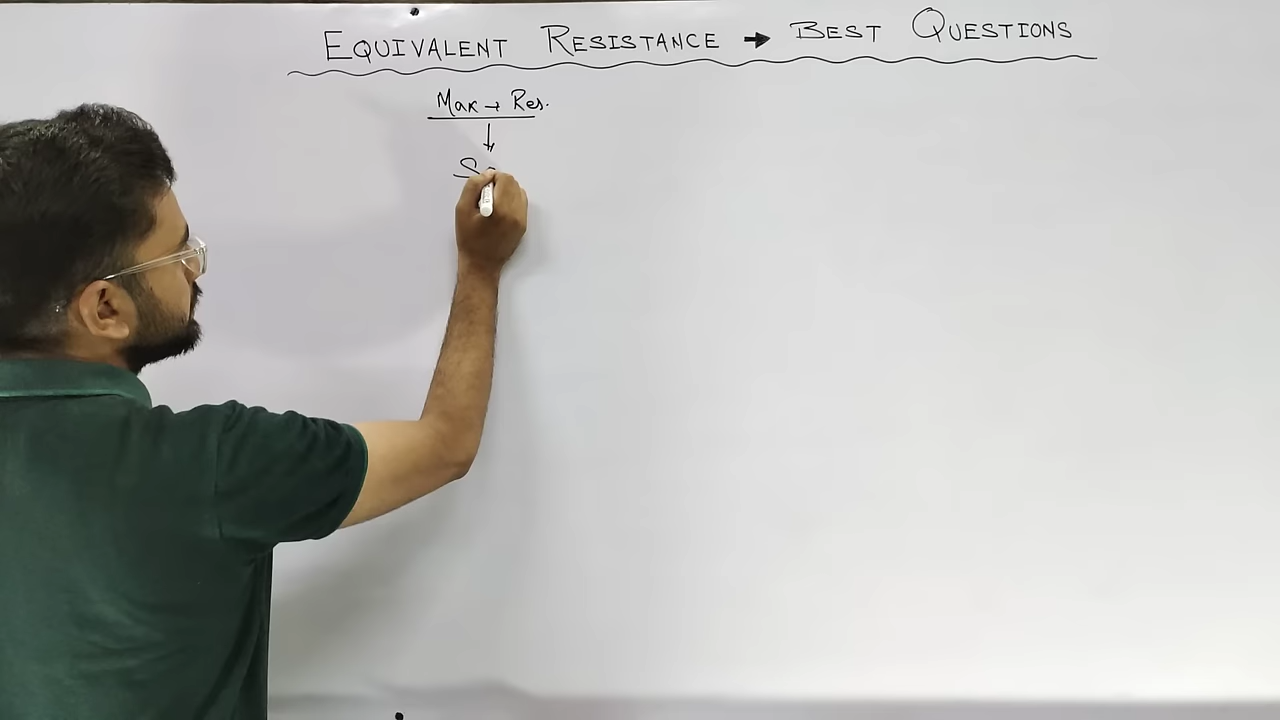 EQUIVALENT RESISTANCE → BEST QUESTIONS
Max → Res.
↓